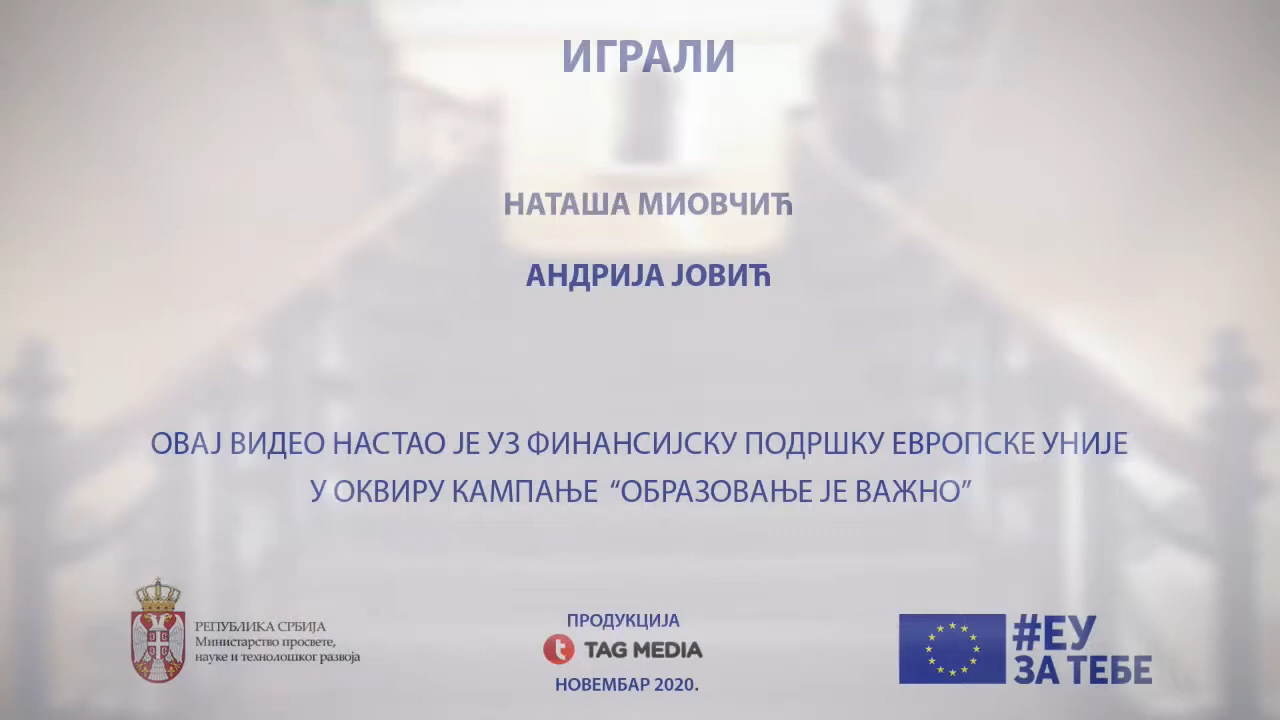 ИГРАЛИ
НАТАША МИОВЧИЋ
АНДРИЈА ЈОВИЋ
ОВАЈ ВИДЕО НАСТАО ЈЕ УЗ ФИНАНСИЈСКУ ПОДРШКУ ЕВРОПСКЕ УНИЈЕ
У ОКВИРУ КАМПАЊЕ “ОБРАЗОВАЊЕ ЈЕ ВАЖНО”
РЕПУБЛИКА СРБИЈА
Министарство просвете,
науке и технолошког развоја
ПРОДУКЦИЈА
t TAG MEDIA
НОВЕМБАР 2020.
#ЕУ
ЗА ТЕБЕ